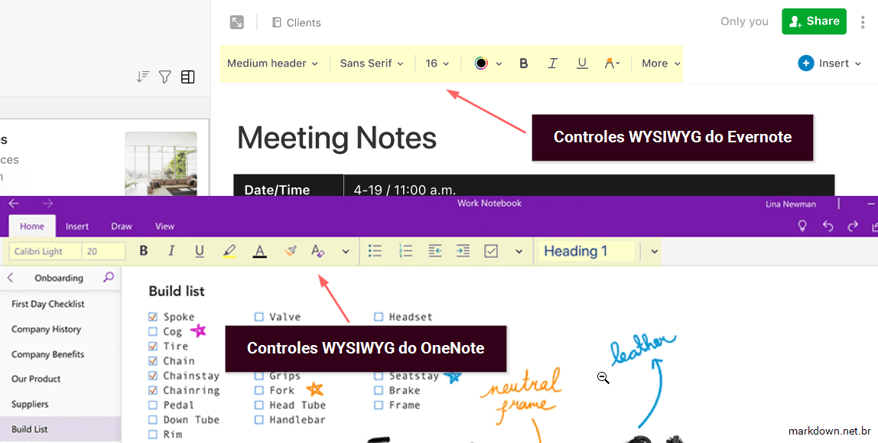 Clients
Only you
Share
Medium header
Sans Serif
16
B
I
U
A
More
Insert
Controles WYSIWYG do Evernote
Meeting Notes
Date/Time
4-19 / 11:00 a.m.
Work Notebook
Lina Newman
Home
Insert
Draw
View
Calibri Light
20
B
I
U
A
A
Heading 1
Onboarding
First Day Checklist
Company History
Company Benefits
Our Product
Suppliers
Build List
Build list
Spoke
Cog
Tire
Chain
Chainstay
Chainring
Pedal
Down Tube
Rim
Valve
Grips
Fork
Head Tube
Handlebar
Headset
Seatstay
Brake
Frame
Controles WYSIWYG do OneNote
neutral
frame
leather
markdown.net.br